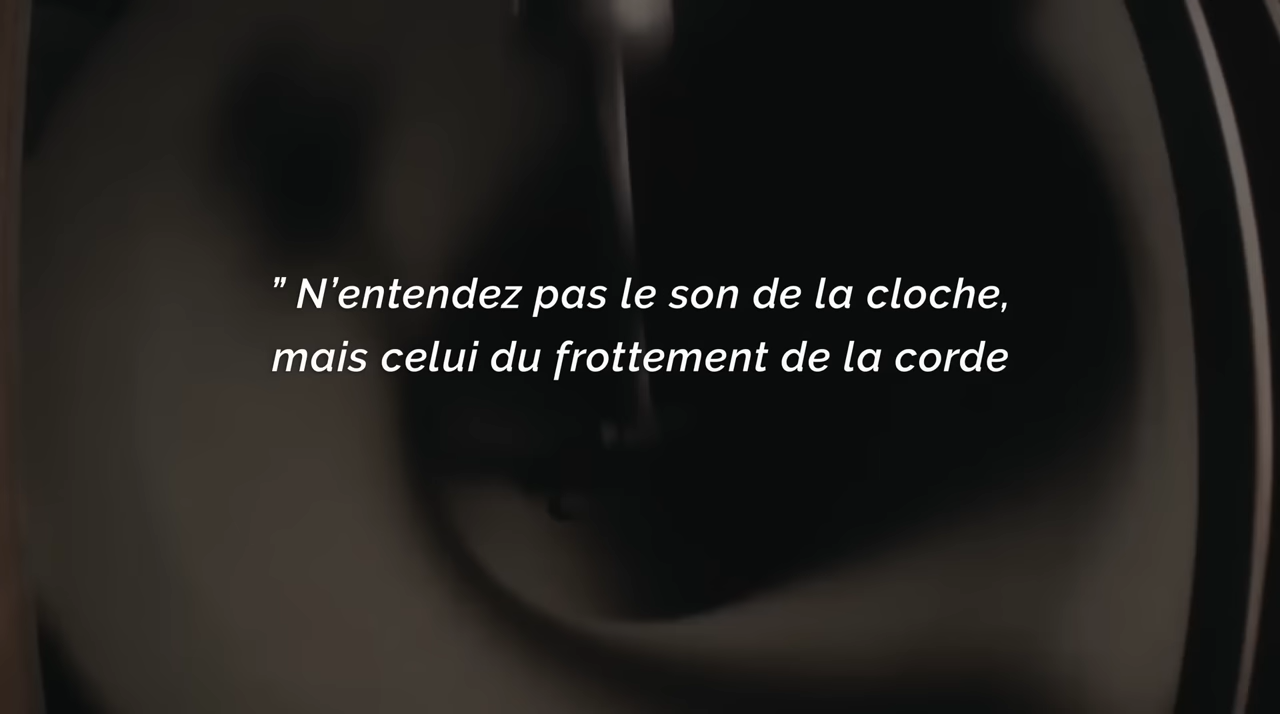 ” N’entendez pas le son de la cloche,
mais celui du frottement de la corde